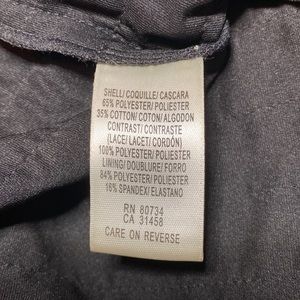 SHELL/ COQUILLE/ CASCARA
65% POLYESTER/ POLIESTER
35% COTTON/ COTON/ ALGODON
CONTRAST/ CONTRASTE
(LACE/ LACET/ CORDÓN)
100% POLYESTER/ POLIESTER
LINING/ DOUBLURE/ FORRO
84% POLYESTER/ POLIESTER
16% SPANDEX/ ELASTANO
RN 80734
CA 31458
CARE ON REVERSE